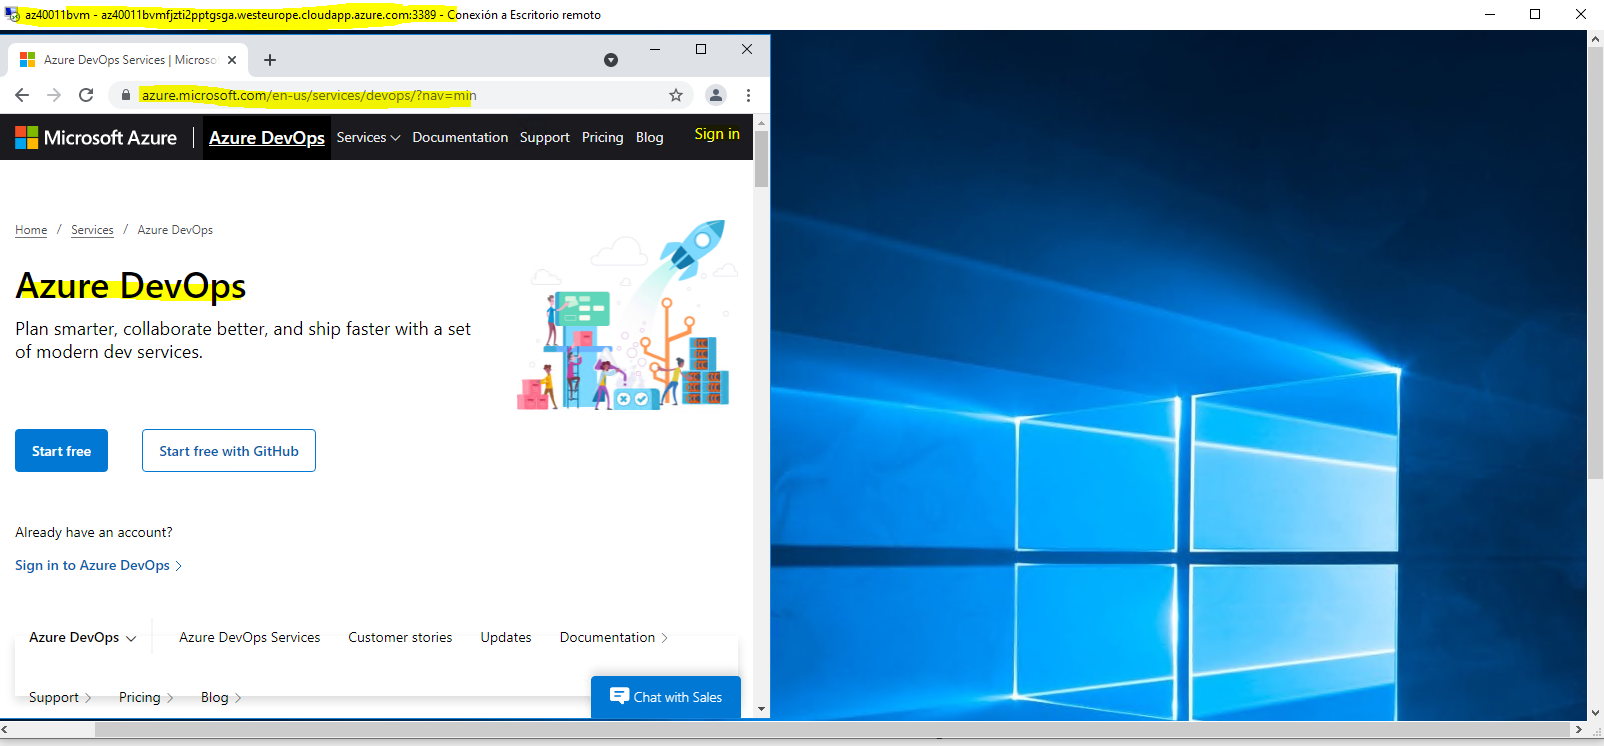 az40011bvm - az40011bvmfjzti2pptgsga.westeurope.cloudapp.azure.com:3389 - Conexión a Escritorio remoto
Azure DevOps Services | Microso
azure.microsoft.com/en-us/services/devops/?nav=min
Microsoft Azure | Azure DevOps Services Documentation Support Pricing Blog Sign in
Home / Services / Azure DevOps
Azure DevOps
Plan smarter, collaborate better, and ship faster with a set
of modern dev services.
Start free Start free with GitHub
Already have an account?
Sign in to Azure DevOps
Azure DevOps Azure DevOps Services Customer stories Updates Documentation
Support Pricing Blog
Chat with Sales